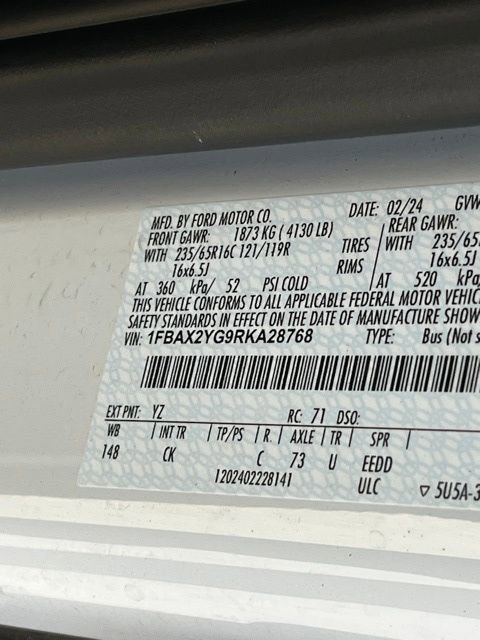 MFD. BY FORD MOTOR CO. DATE: 02/24 GVW
FRONT GAWR: 1873 KG ( 4130 LB) REAR GAWR:
WITH 235/65R16C 121/119R TIRES WITH 235/65
16x6.5J RIMS 16x6.5J
AT 360 kPa/ 52 PSI COLD AT 520 kPa
THIS VEHICLE CONFORMS TO ALL APPLICABLE FEDERAL MOTOR VEHIC
SAFETY STANDARDS IN EFFECT ON THE DATE OF MANUFACTURE SHOW
VIN: 1FBAX2YG9RKA28768 TYPE: Bus (Not s
EXT PNT: YZ RC: 71 DSO:
WB INT TR TP/PS R. AXLE TR SPR
148 CK C 73 U EEDD
1202402228141 ULC ▽ 5U5A-3